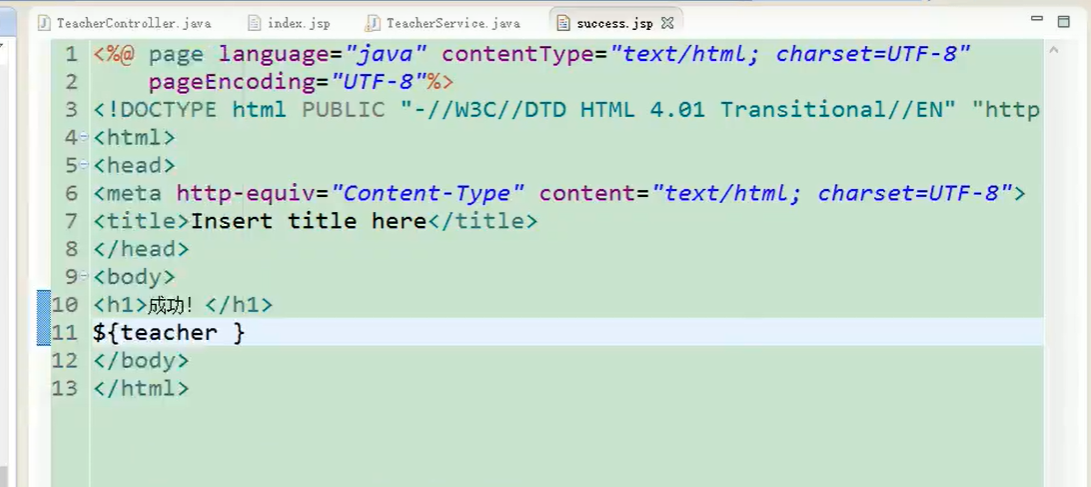 TeacherController.java index.jsp TeacherService.java success.jsp
1 <%@ page language="java" contentType="text/html; charset=UTF-8"
2 pageEncoding="UTF-8"%>
3 <!DOCTYPE html PUBLIC "-//W3C//DTD HTML 4.01 Transitional//EN" "http
4 <html>
5 <head>
6 <meta http-equiv="Content-Type" content="text/html; charset=UTF-8">
7 <title>Insert title here</title>
8 </head>
9 <body>
10 <h1>成功！</h1>
11 ${teacher }
12 </body>
13 </html>